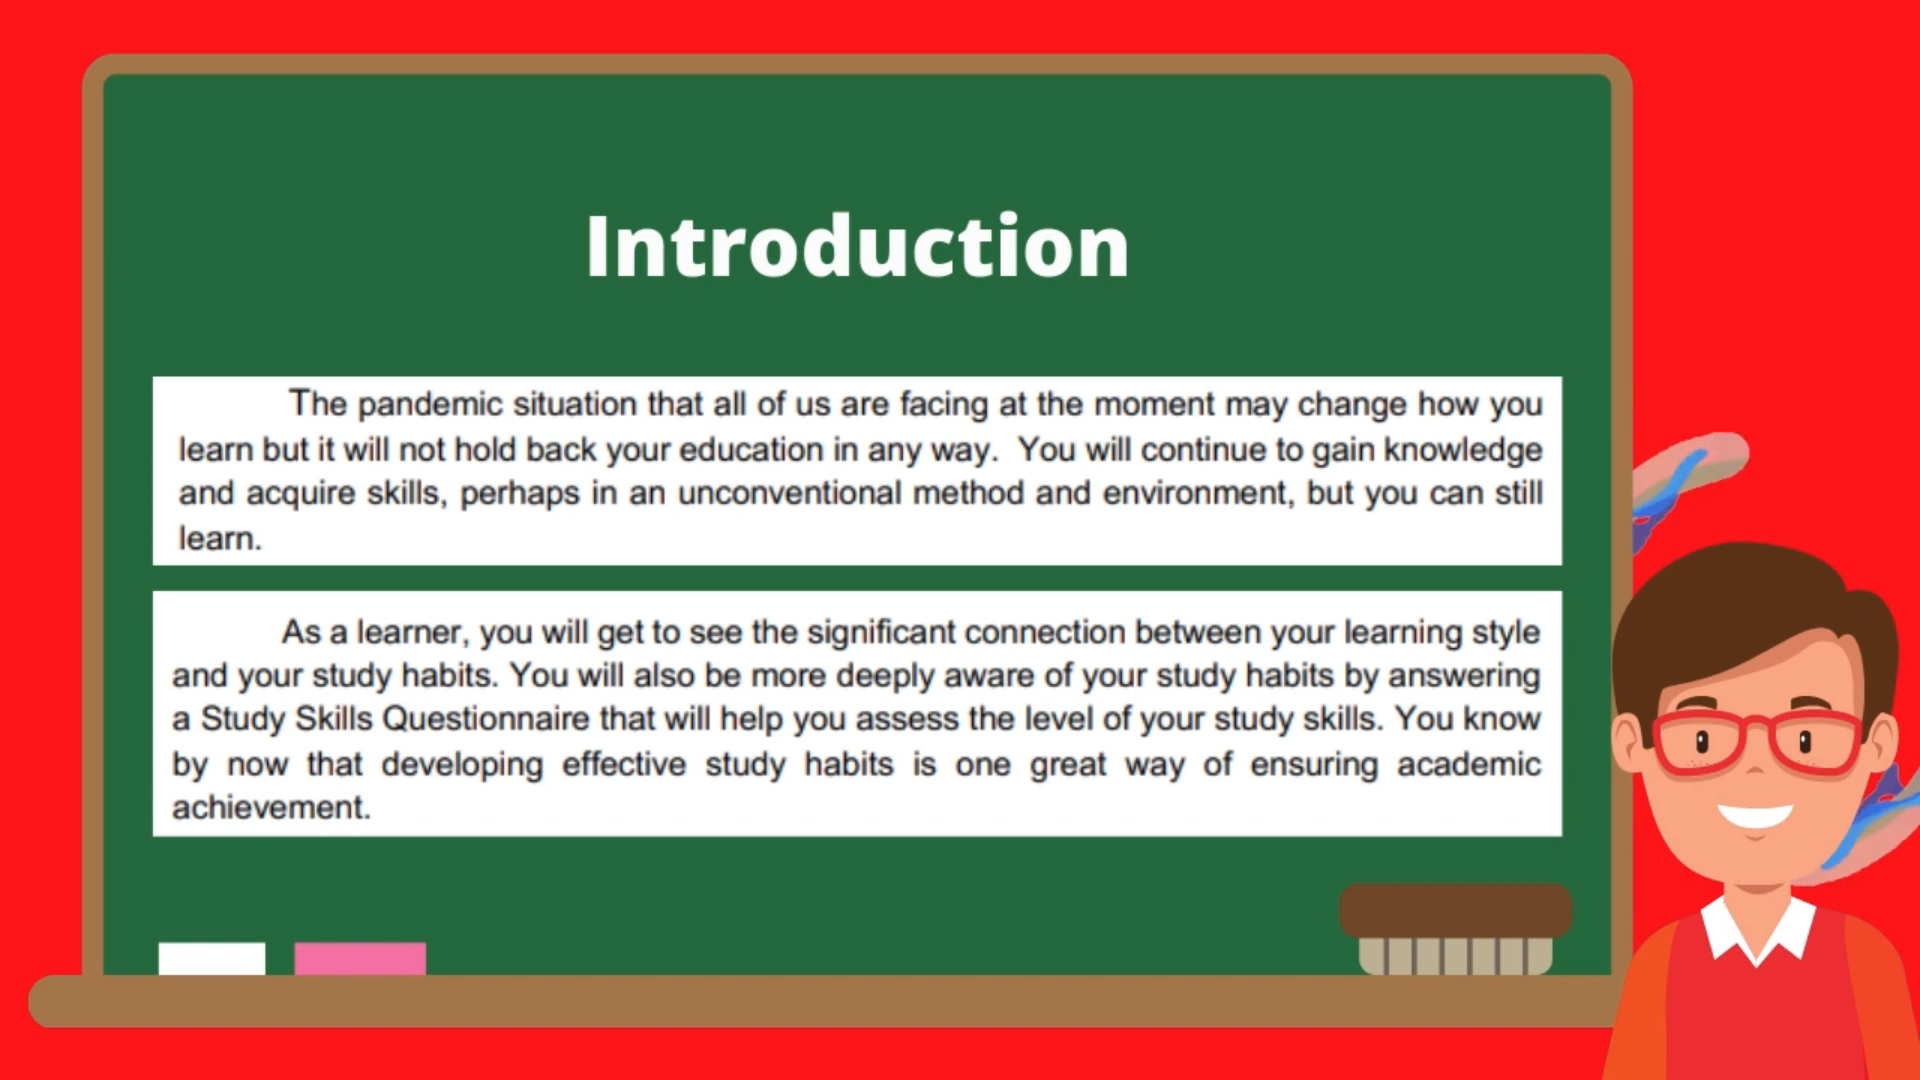 Introduction
The pandemic situation that all of us are facing at the moment may change how you
learn but it will not hold back your education in any way. You will continue to gain knowledge
and acquire skills, perhaps in an unconventional method and environment, but you can still
learn.
As a learner, you will get to see the significant connection between your learning style
and your study habits. You will also be more deeply aware of your study habits by answering
a Study Skills Questionnaire that will help you assess the level of your study skills. You know
by now that developing effective study habits is one great way of ensuring academic
achievement.